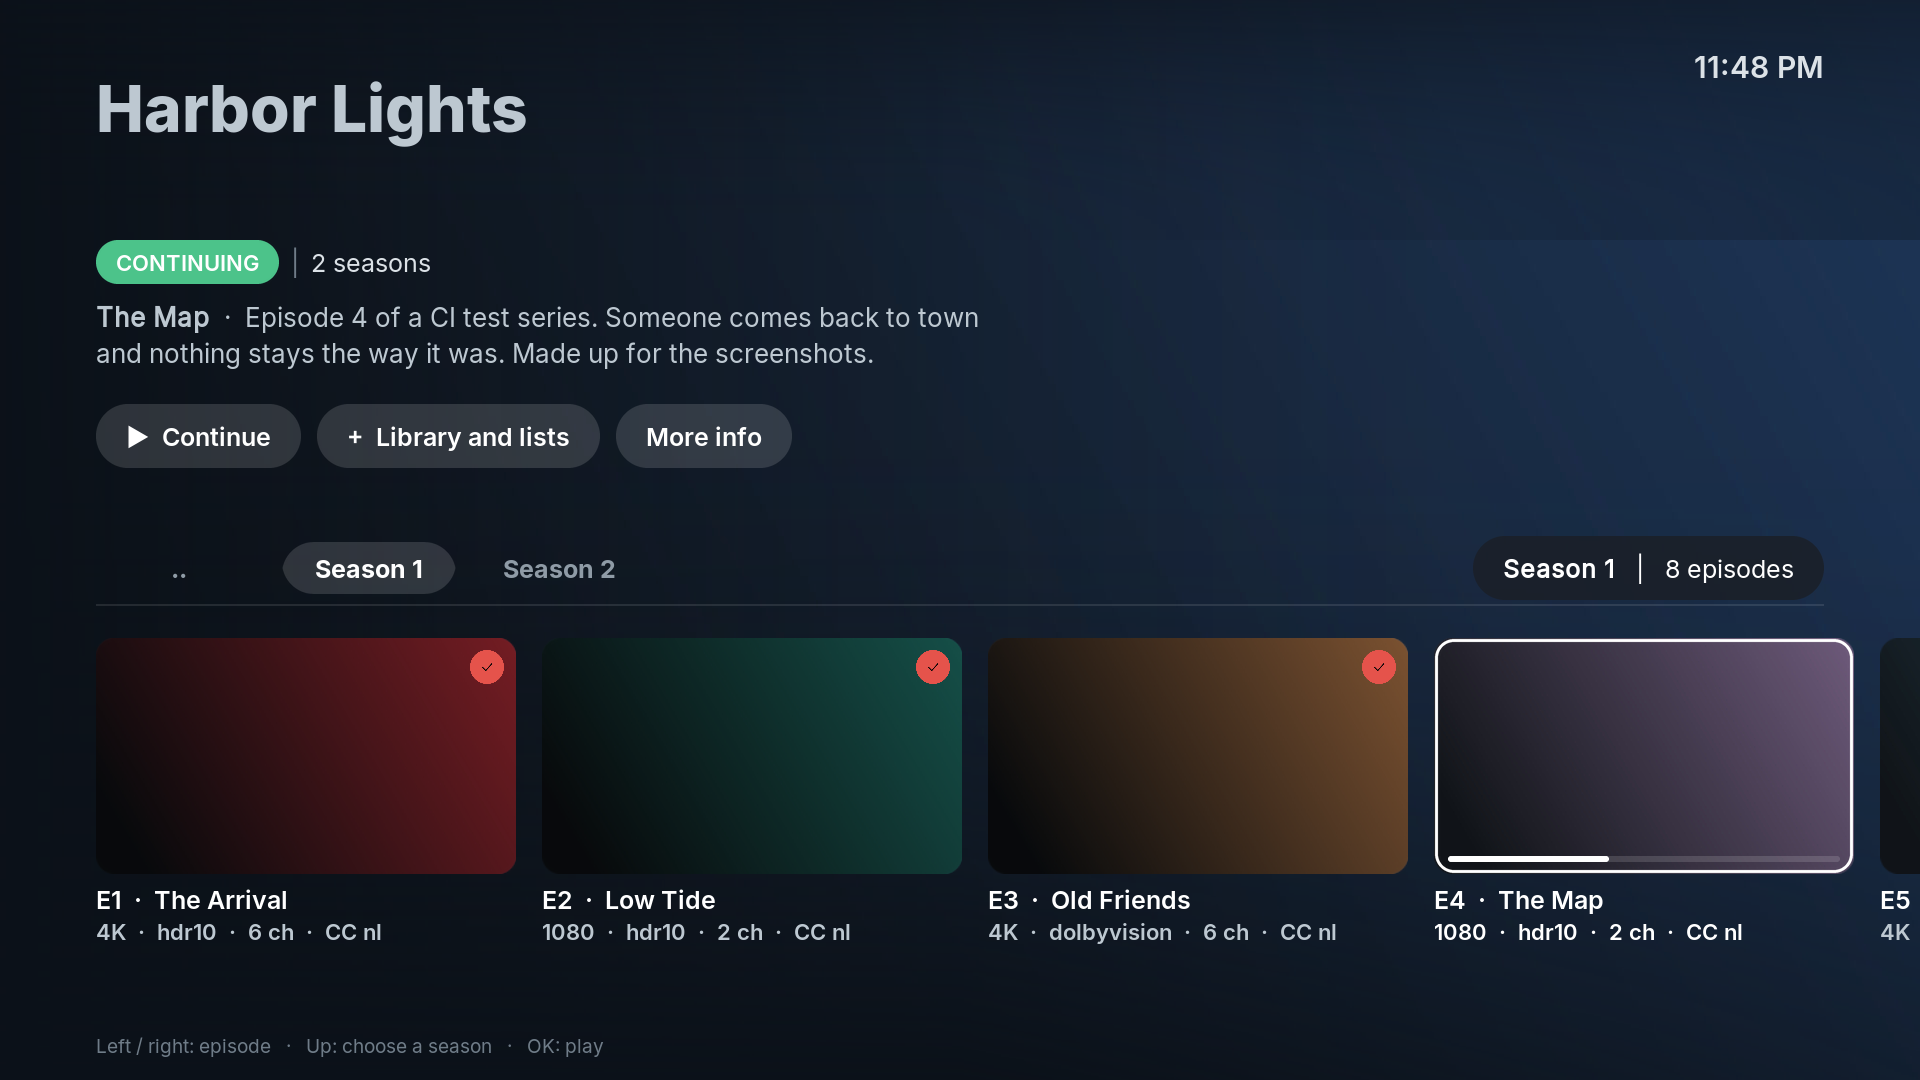 11:48 PM
Harbor Lights
CONTINUING | 2 seasons
The Map · Episode 4 of a CI test series. Someone comes back to town
and nothing stays the way it was. Made up for the screenshots.
▶ Continue
+ Library and lists
More info
..
Season 1
Season 2
Season 1 | 8 episodes
E1 · The Arrival
4K · hdr10 · 6 ch · CC nl
E2 · Low Tide
1080 · hdr10 · 2 ch · CC nl
E3 · Old Friends
4K · dolbyvision · 6 ch · CC nl
E4 · The Map
1080 · hdr10 · 2 ch · CC nl
E5
4K
Left / right: episode · Up: choose a season · OK: play